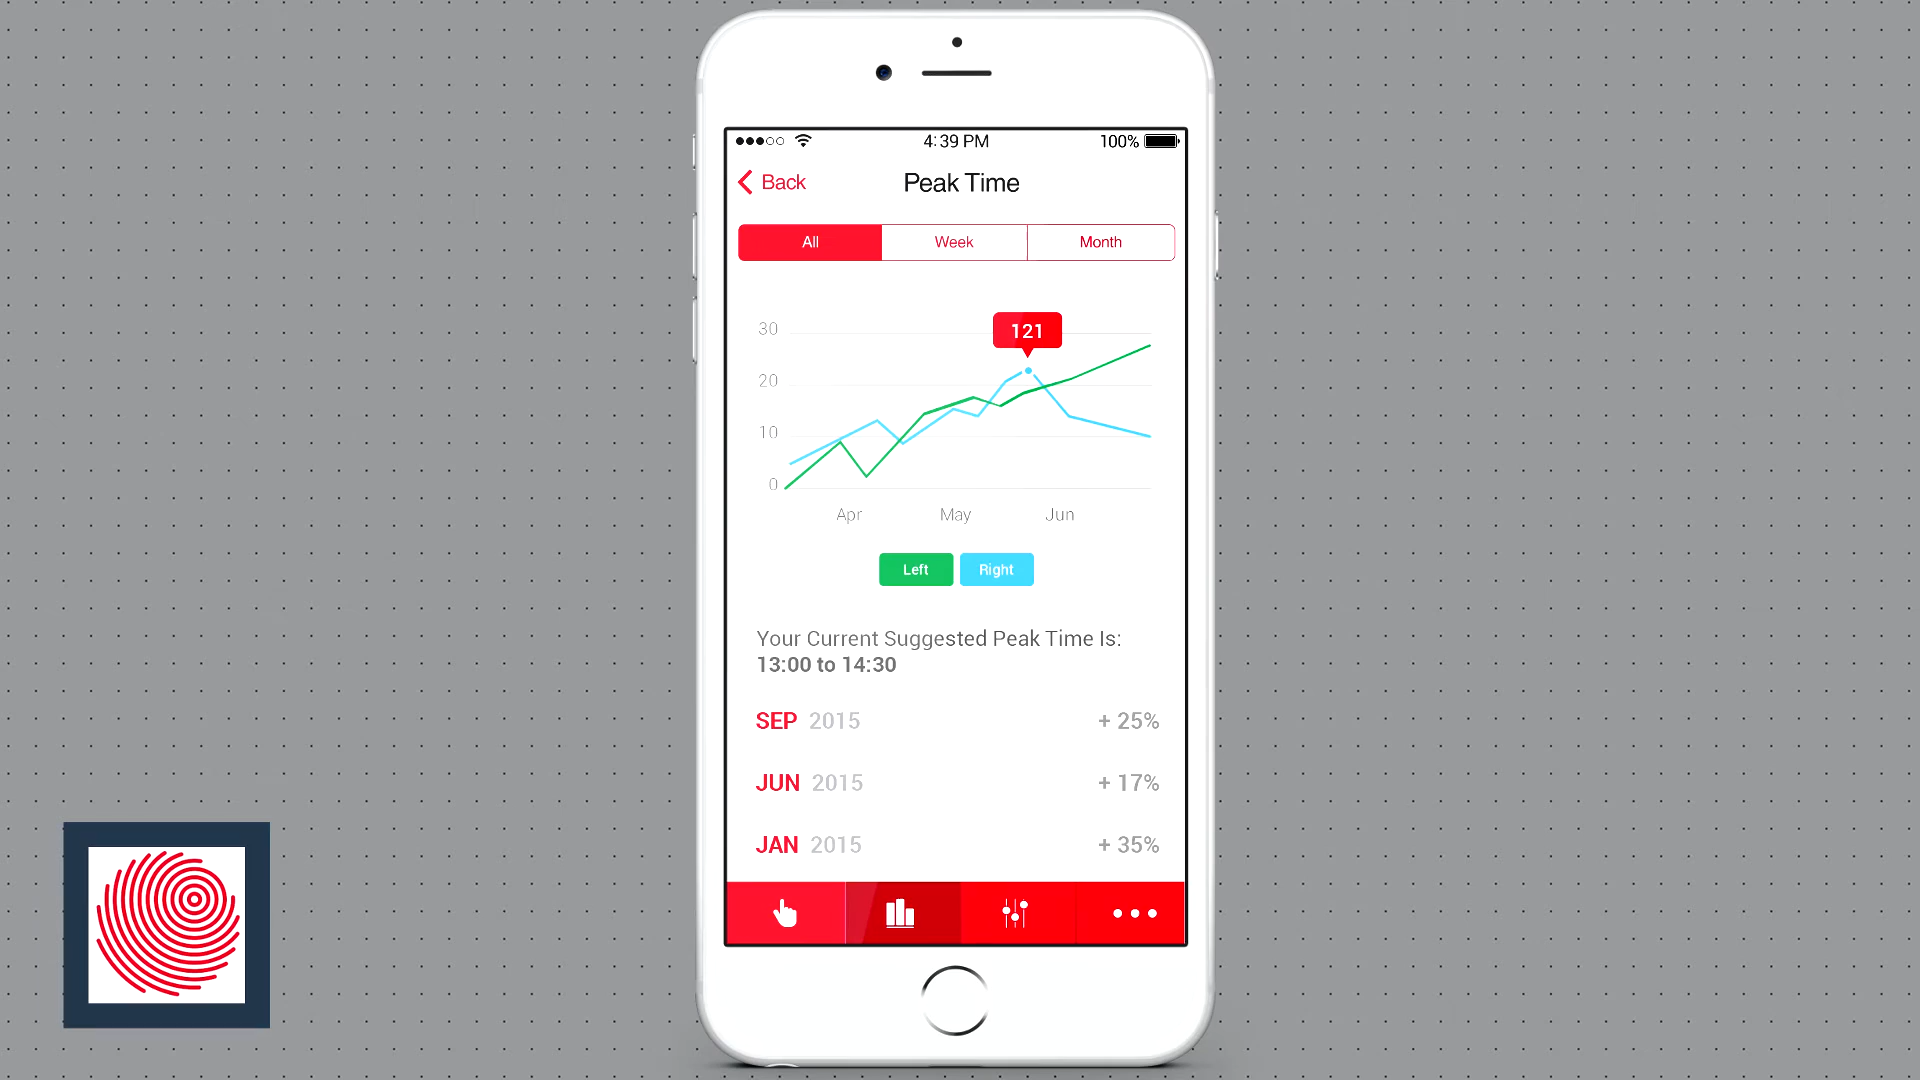 4:39 PM 100%
Back Peak Time
All Week Month
30
121
20
10
0
Apr May Jun
Left Right
Your Current Suggested Peak Time Is:
13:00 to 14:30
SEP 2015 + 25%
JUN 2015 + 17%
JAN 2015 + 35%